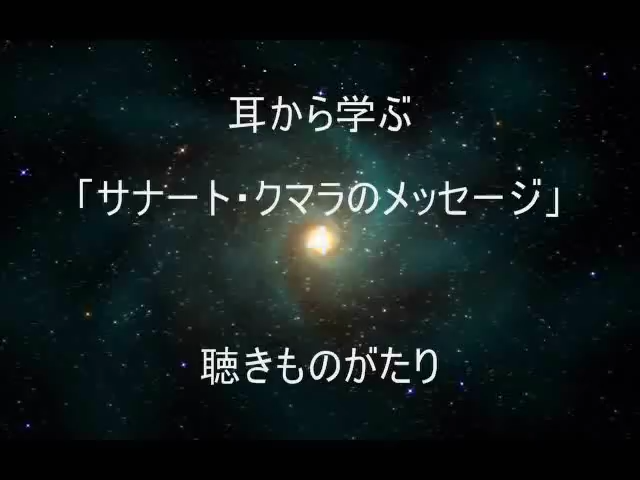 耳から学ぶ
「サナート・クマラのメッセージ」
聴きものがたり